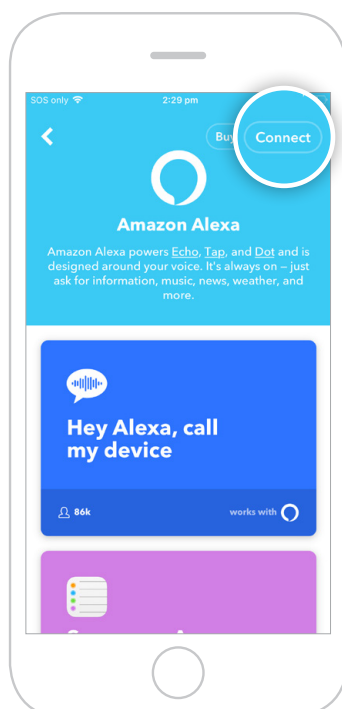 SOS only 2:29 pm
Connect
Amazon Alexa
Amazon Alexa powers Echo, Tap, and Dot and is
designed around your voice. It's always on – just
ask for information, music, news, weather, and
more.
Hey Alexa, call
my device
86k works with